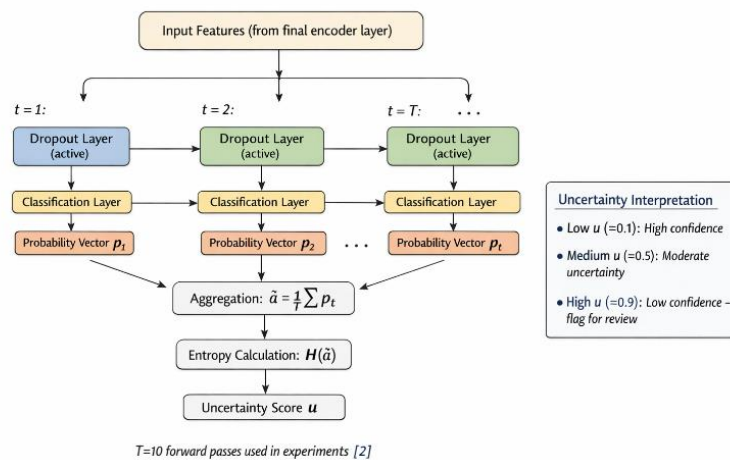 Input Features (from final encoder layer)
t = 1:
t = 2:
t = T: . . .
Dropout Layer
(active)
Dropout Layer
(active)
Dropout Layer
(active)
Classification Layer
Classification Layer
Classification Layer
Probability Vector p₁
Probability Vector p₂
. . .
Probability Vector pₜ
Aggregation: ã = 1/T ∑ pₜ
Entropy Calculation: H(ã)
Uncertainty Score u
T=10 forward passes used in experiments [2]
Uncertainty Interpretation
• Low u (=0.1): High confidence
• Medium u (=0.5): Moderate
uncertainty
• High u (=0.9): Low confidence –
flag for review